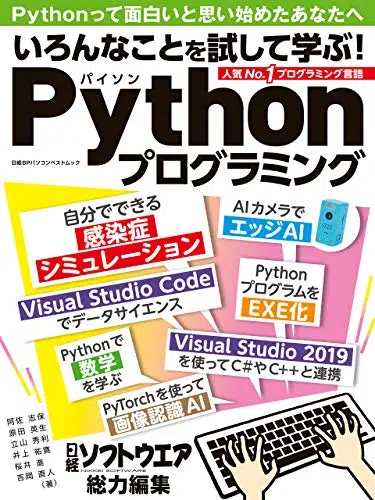 Pythonって面白いと思い始めたあなたへ
いろんなことを試して学ぶ!
人気No.1プログラミング言語
パイソン
Python
日経BPパソコンベストムック
プログラミング
自分でできる
感染症
シミュレーション
AIカメラで
エッジAI
Visual Studio Code
でデータサイエンス
Python
プログラムを
EXE化
Pythonで
数学
を学ぶ
Visual Studio 2019
を使ってC#やC++と連携
PyTorchを使って
画像認識AI
阿佐 志保
原田 英生
立山 秀利
井上 祐寛
桜井 進
吉岡 直人
(著)
日経ソフトウエア
NIKKEI SOFTWARE
総力編集